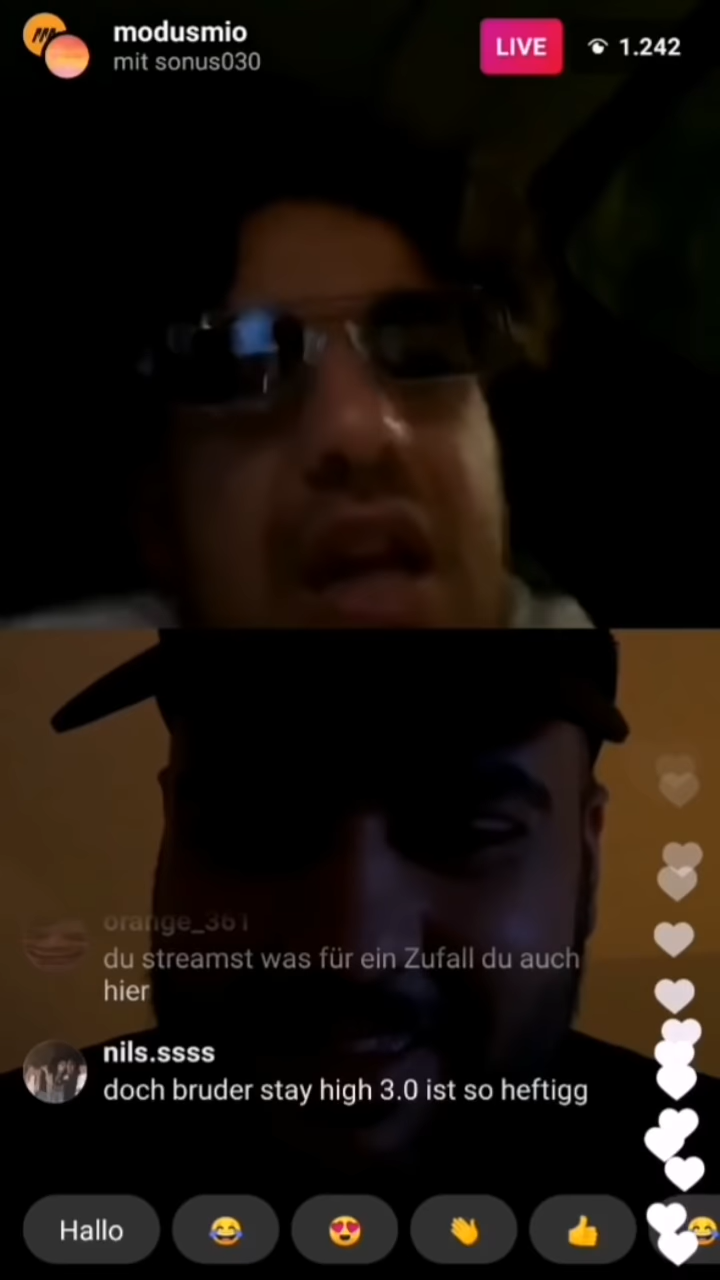 modusmio
mit sonus030
LIVE
1.242
orange_361
du streamst was für ein Zufall du auch
hier
nils.ssss
doch bruder stay high 3.0 ist so heftigg
Hallo